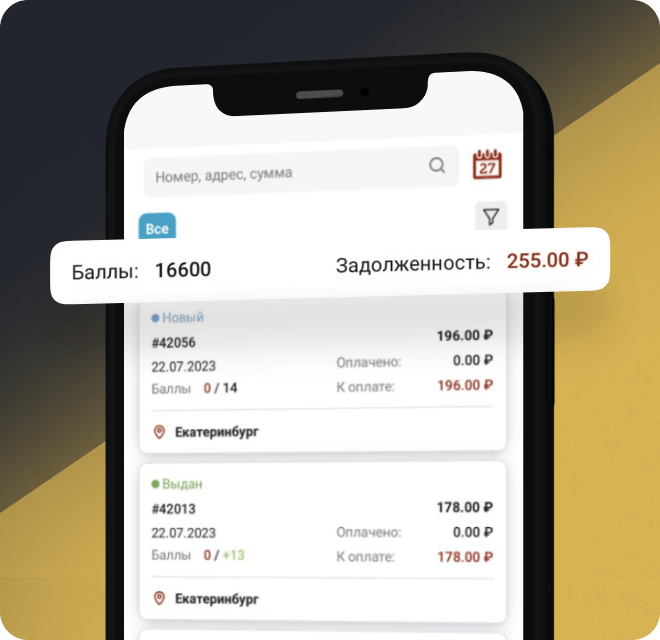 Номер, адрес, сумма
27
Все
Баллы: 16600 Задолженность: 255.00 ₽
Новый
#42056 196.00 ₽
22.07.2023 Оплачено: 0.00 ₽
Баллы 0 / 14 К оплате: 196.00 ₽
Екатеринбург
Выдан
#42013 178.00 ₽
22.07.2023 Оплачено: 0.00 ₽
Баллы 0 / +13 К оплате: 178.00 ₽
Екатеринбург